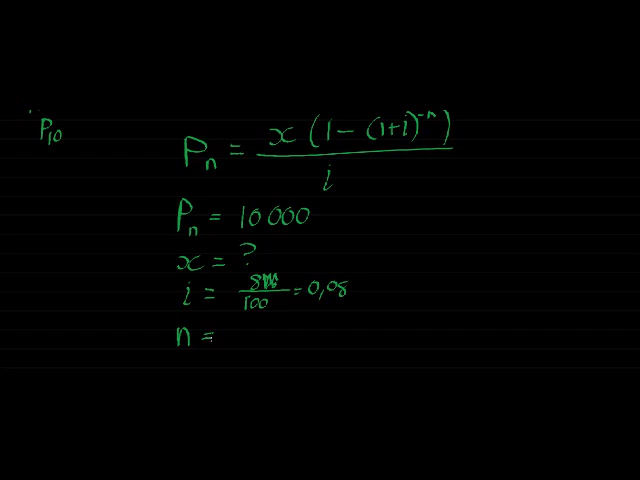 P₁₀
Pₙ = x(1 − (1+i)⁻ⁿ) / i
Pₙ = 10 000
x = ?
i = 8 / 100 = 0,08
n =